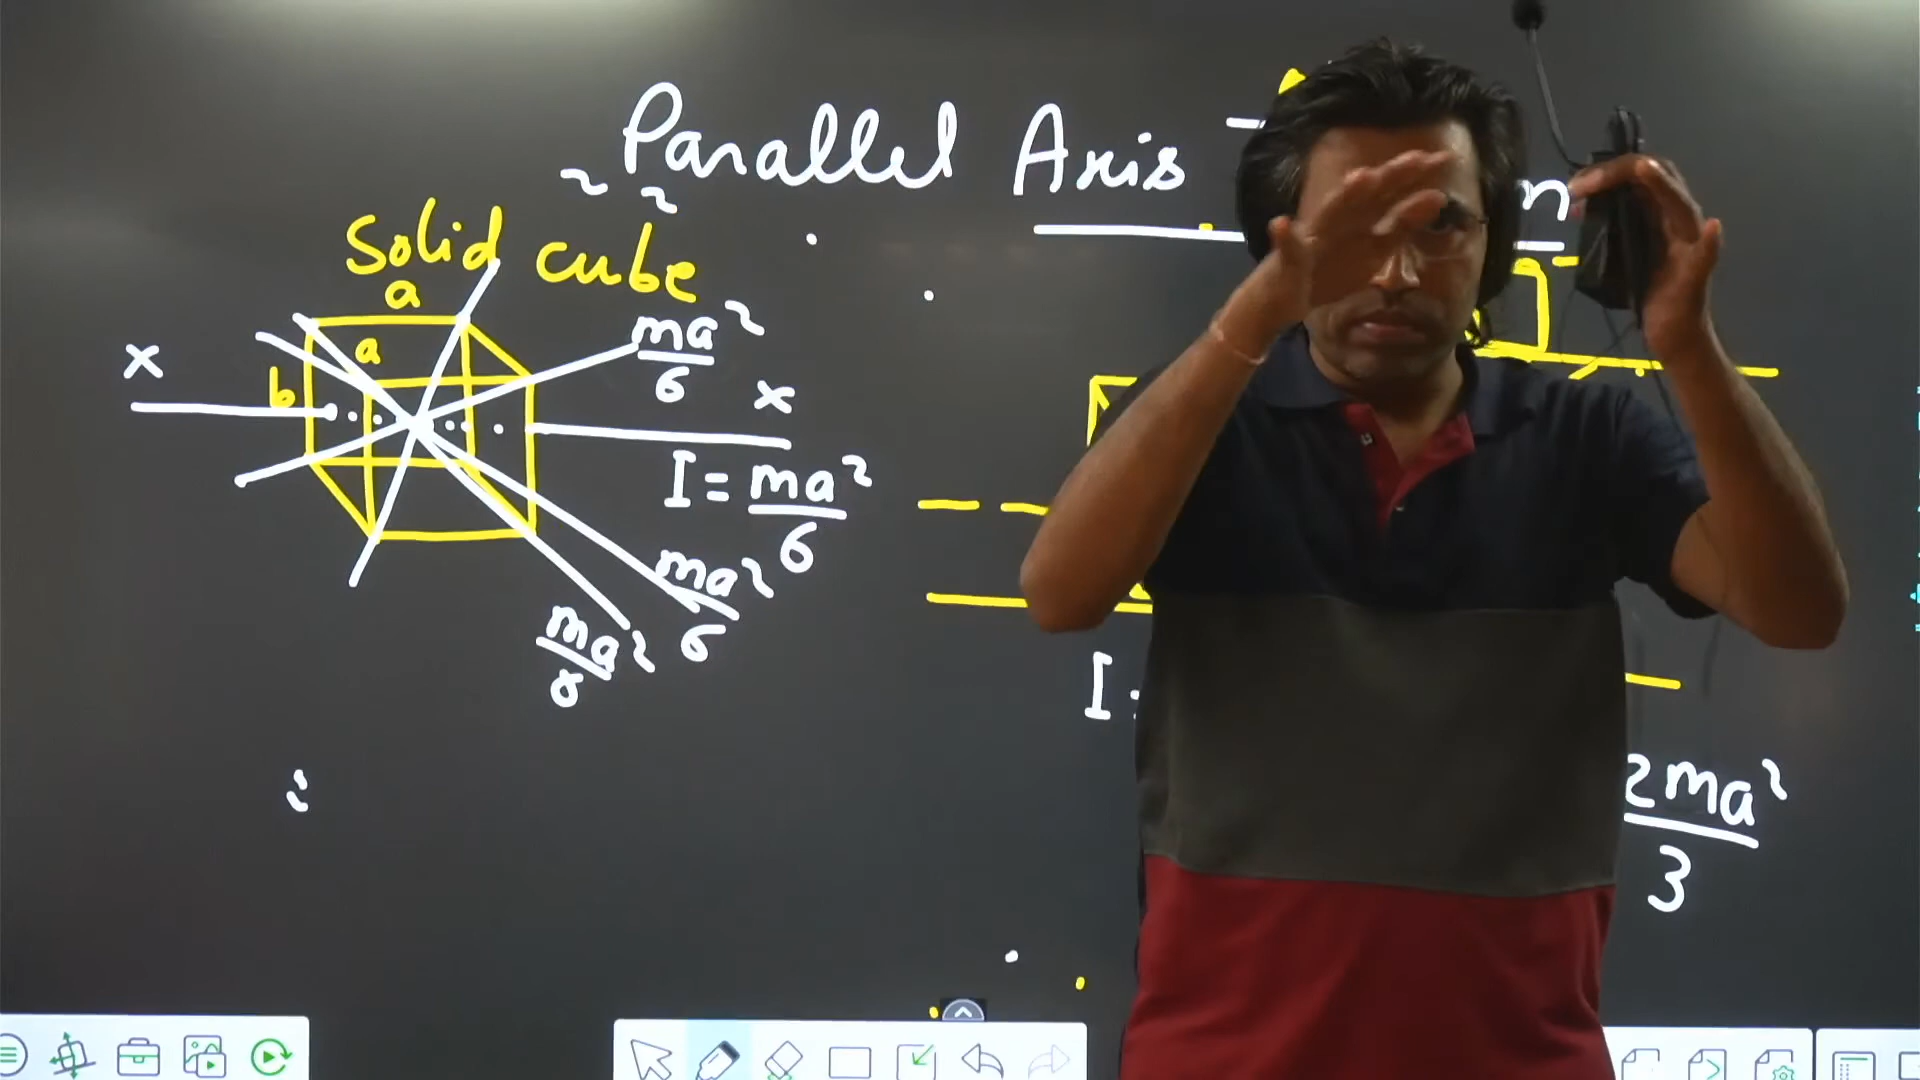 Parallel Axis
Solid cube
a
a
b
x
x
ma²/6
I = ma²/6
ma²/6
ma²/6
I =
2ma²/3